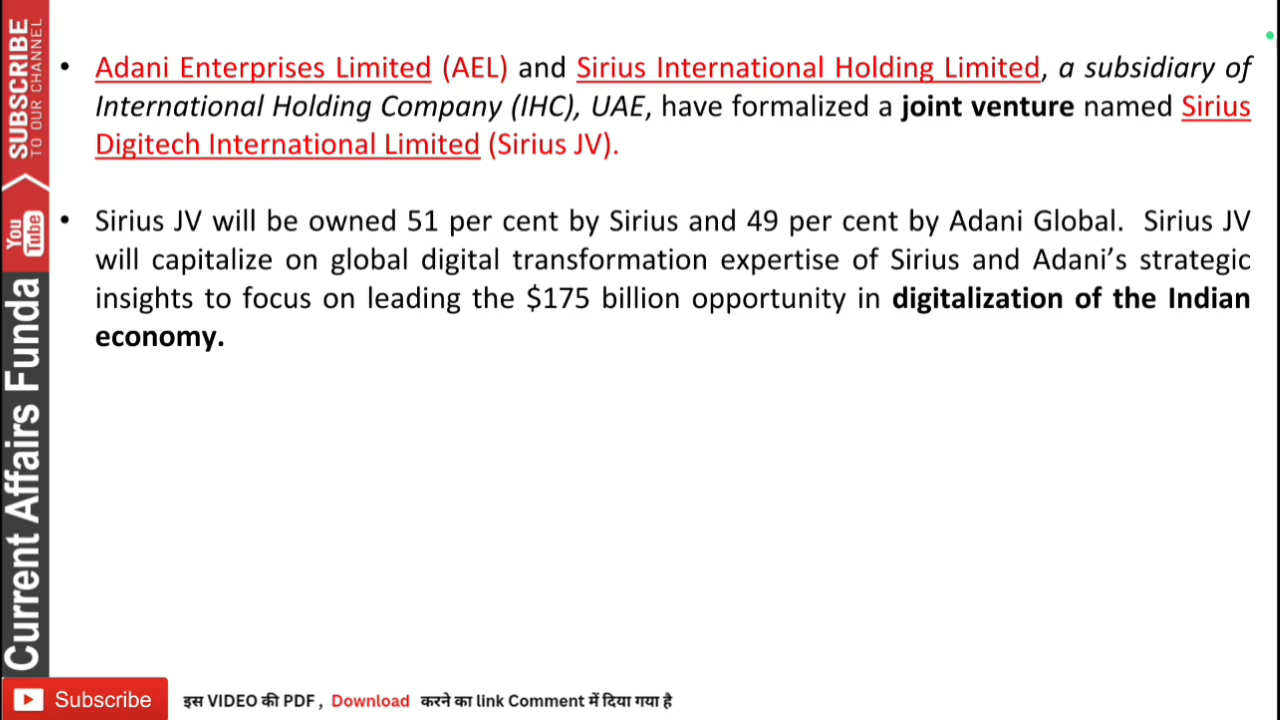 • Adani Enterprises Limited (AEL) and Sirius International Holding Limited, a subsidiary of
International Holding Company (IHC), UAE, have formalized a joint venture named Sirius
Digitech International Limited (Sirius JV).
• Sirius JV will be owned 51 per cent by Sirius and 49 per cent by Adani Global. Sirius JV
will capitalize on global digital transformation expertise of Sirius and Adani’s strategic
insights to focus on leading the $175 billion opportunity in digitalization of the Indian
economy.
SUBSCRIBE
TO OUR CHANNEL
You
Tube
Current Affairs Funda
Subscribe
इस VIDEO की PDF , Download करने का link Comment में दिया गया है